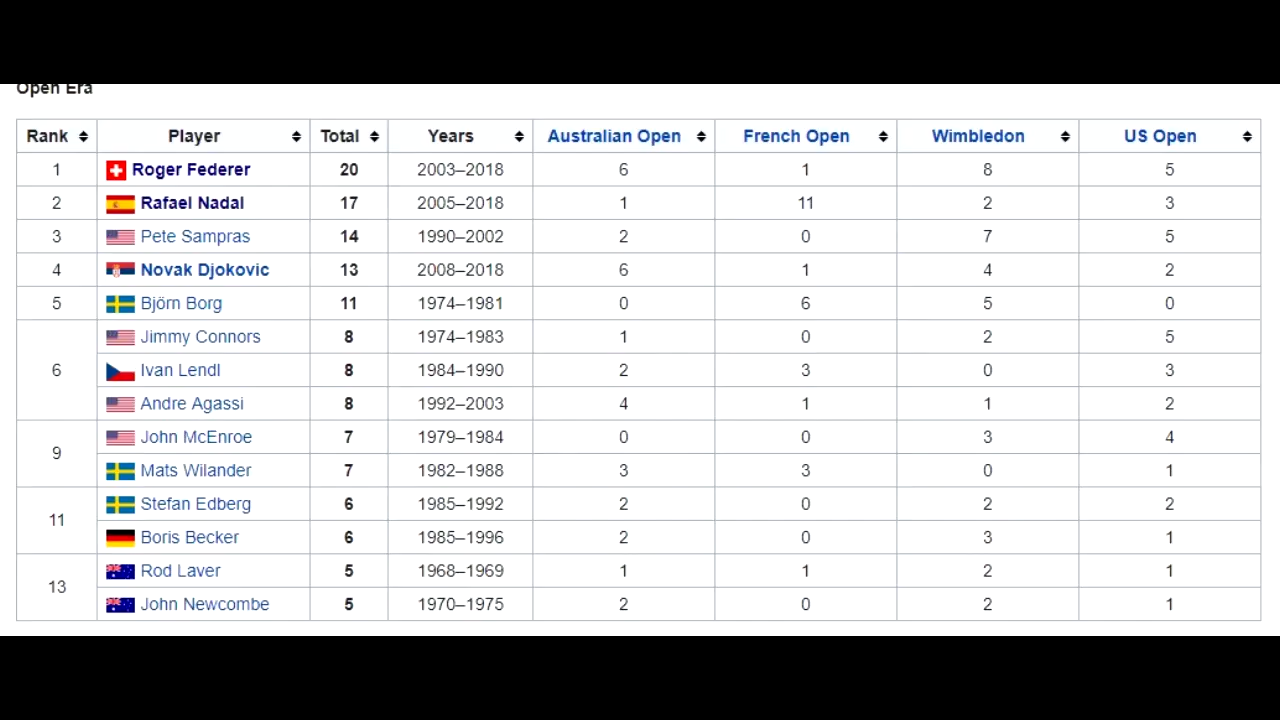 Open Era
Rank Player Total Years Australian Open French Open Wimbledon US Open
1 Roger Federer 20 2003–2018 6 1 8 5
2 Rafael Nadal 17 2005–2018 1 11 2 3
3 Pete Sampras 14 1990–2002 2 0 7 5
4 Novak Djokovic 13 2008–2018 6 1 4 2
5 Björn Borg 11 1974–1981 0 6 5 0
6 Jimmy Connors 8 1974–1983 1 0 2 5
Ivan Lendl 8 1984–1990 2 3 0 3
Andre Agassi 8 1992–2003 4 1 1 2
9 John McEnroe 7 1979–1984 0 0 3 4
Mats Wilander 7 1982–1988 3 3 0 1
11 Stefan Edberg 6 1985–1992 2 0 2 2
Boris Becker 6 1985–1996 2 0 3 1
13 Rod Laver 5 1968–1969 1 1 2 1
John Newcombe 5 1970–1975 2 0 2 1